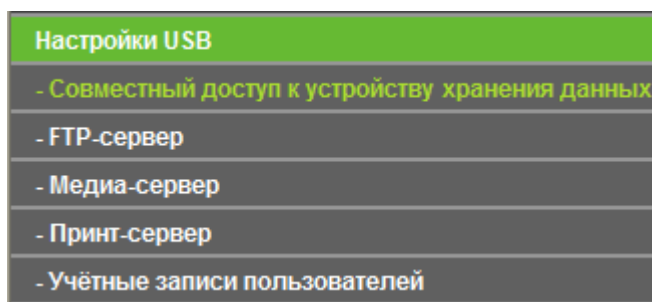 Настройки USB
- Совместный доступ к устройству хранения данных
- FTP-сервер
- Медиа-сервер
- Принт-сервер
- Учётные записи пользователей